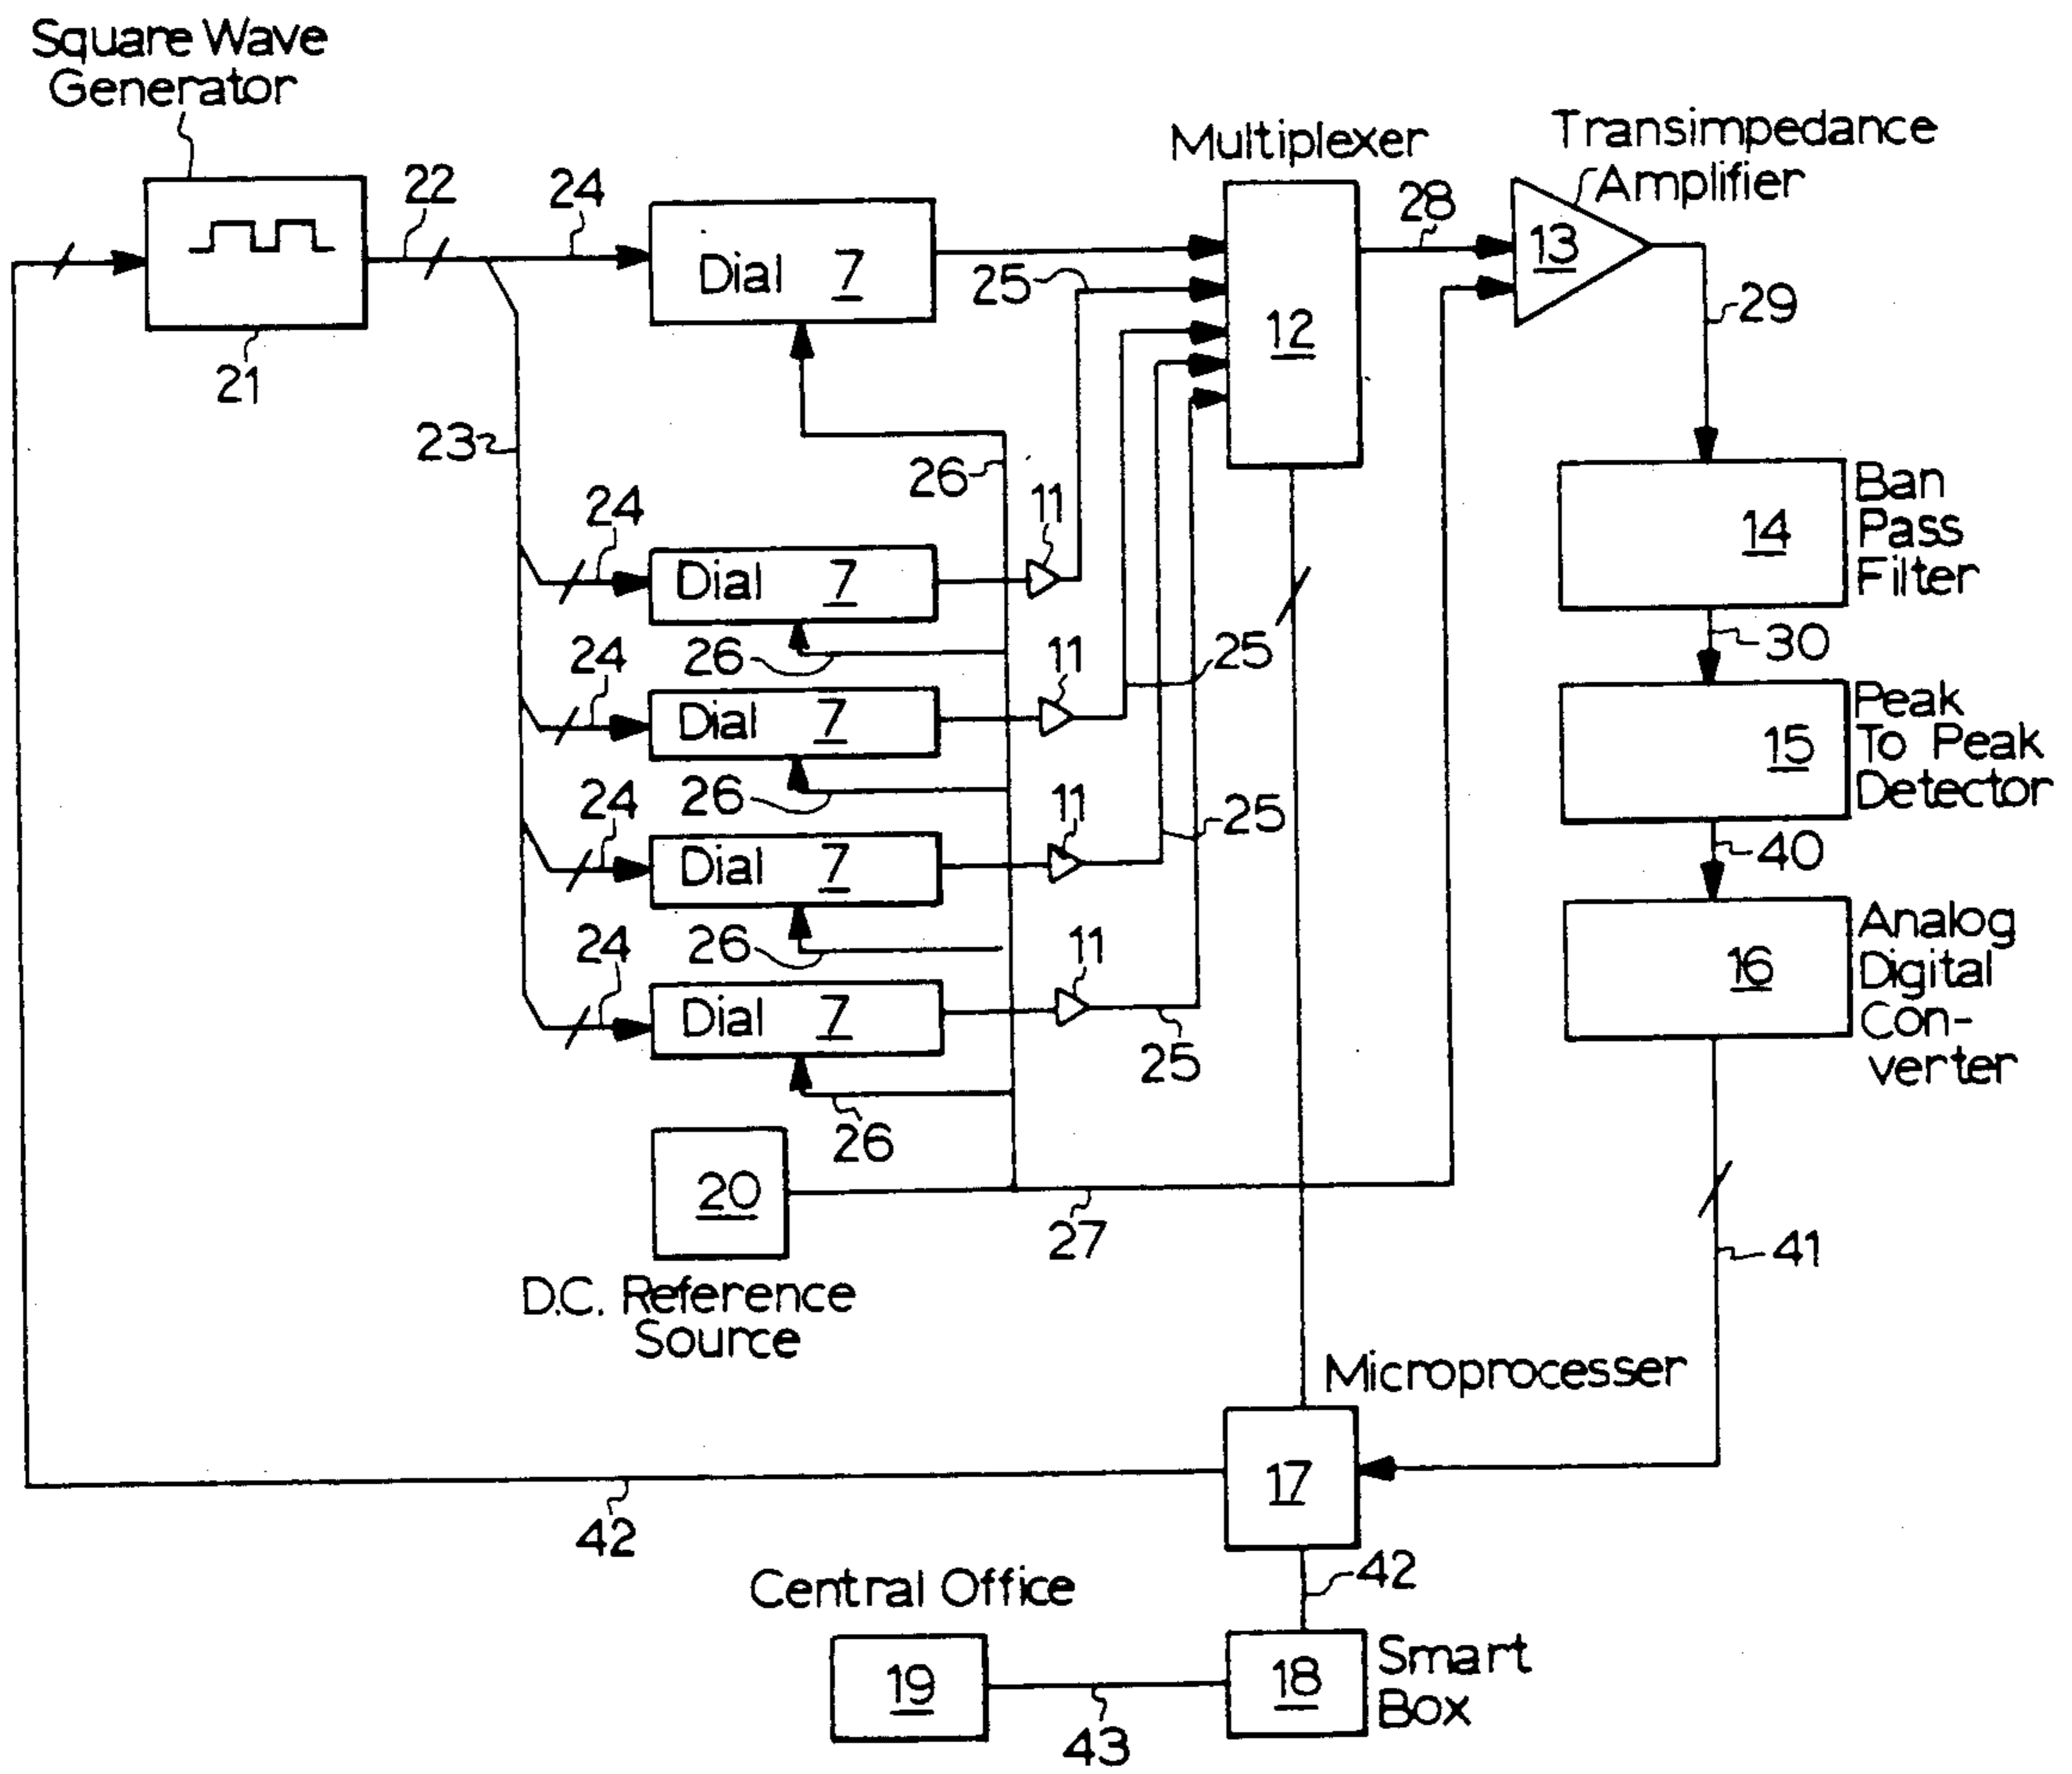 Square Wave
Generator
21
22
23
24
Dial 7
25
26
Multiplexer
12
28
Transimpedance
Amplifier
13
29
24
Dial 7
26
11
24
Dial 7
26
11
25
24
Dial 7
26
11
25
24
Dial 7
26
11
25
Ban
Pass
Filter
14
30
Peak
To Peak
Detector
15
40
Analog
Digital
Con-
verter
16
41
20
D.C. Reference
Source
27
Microprocesser
17
42
42
Central Office
19
43
18
Smart
Box